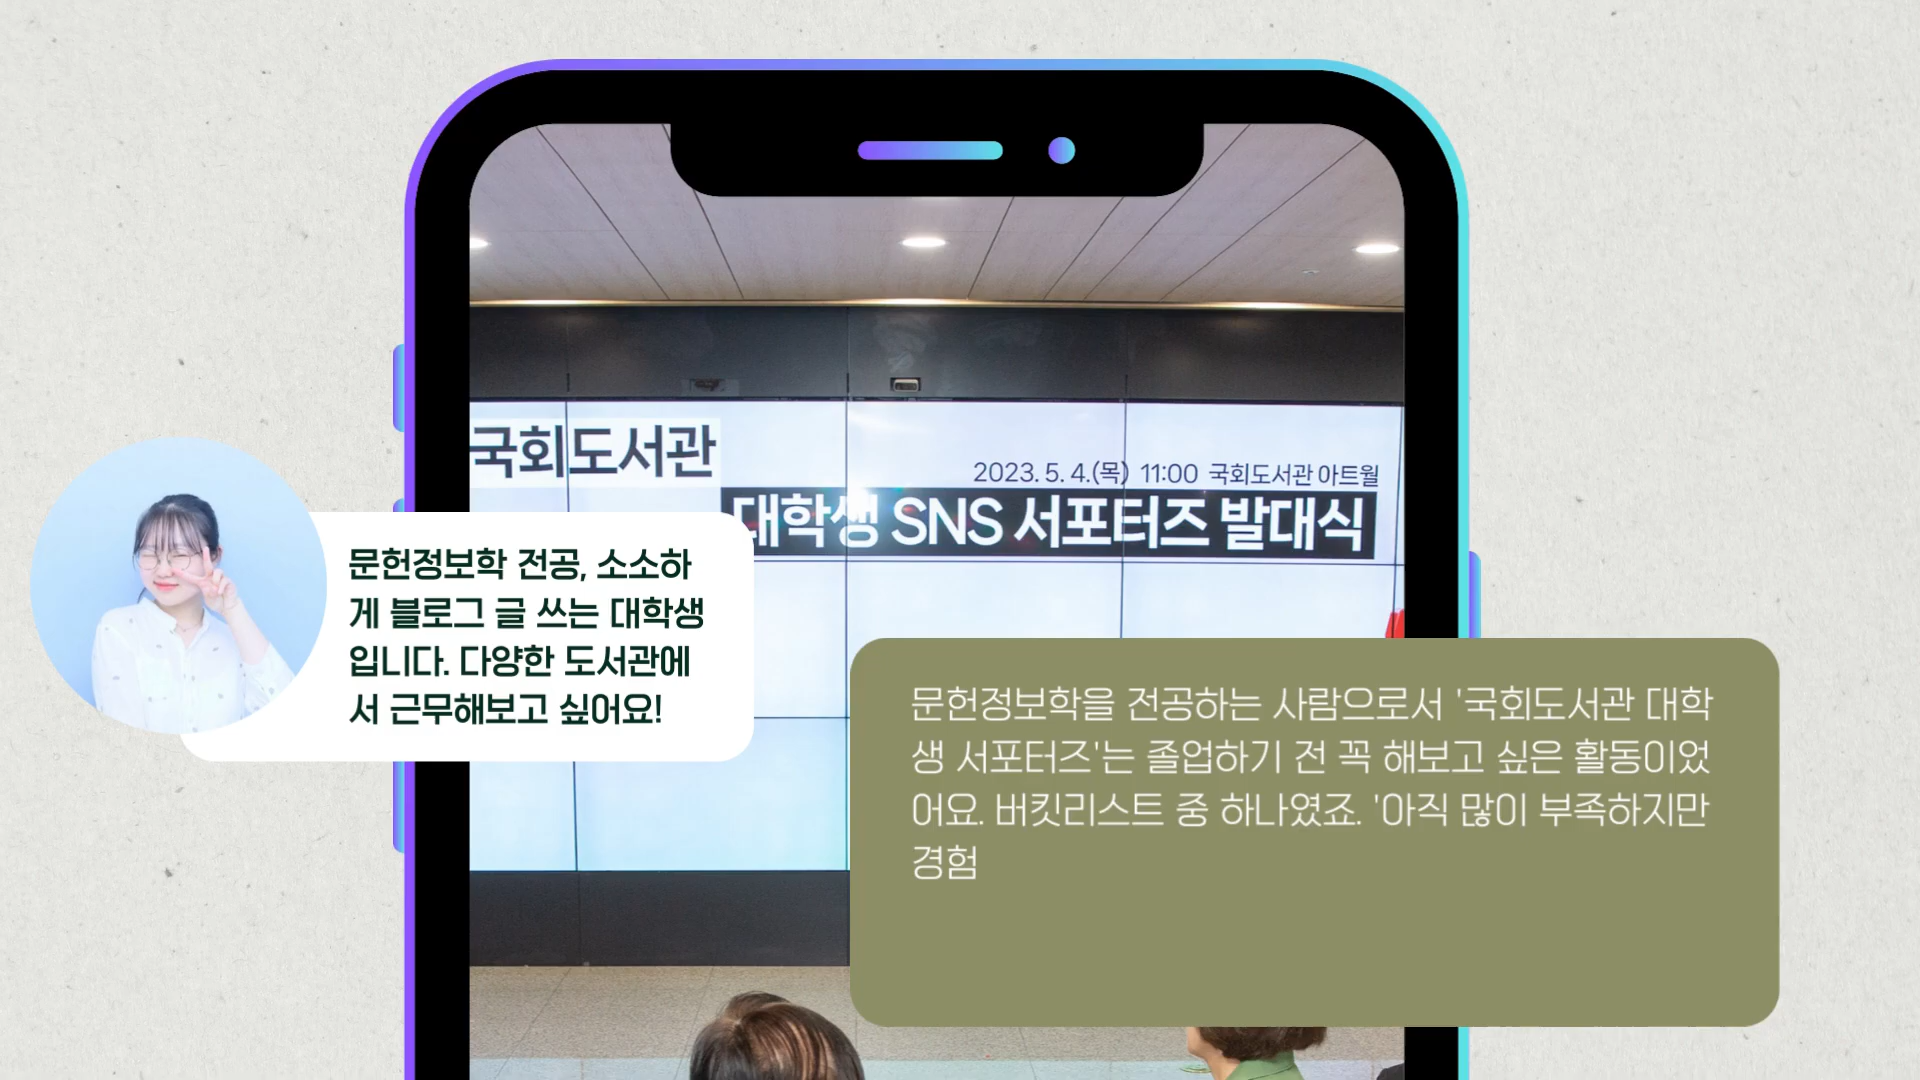 국회도서관
2023. 5. 4.(목) 11:00 국회도서관 아트월
대학생 SNS 서포터즈 발대식
문헌정보학 전공, 소소하
게 블로그 글 쓰는 대학생
입니다. 다양한 도서관에
서 근무해보고 싶어요!
문헌정보학을 전공하는 사람으로서 '국회도서관 대학
생 서포터즈'는 졸업하기 전 꼭 해보고 싶은 활동이었
어요. 버킷리스트 중 하나였죠. '아직 많이 부족하지만
경험